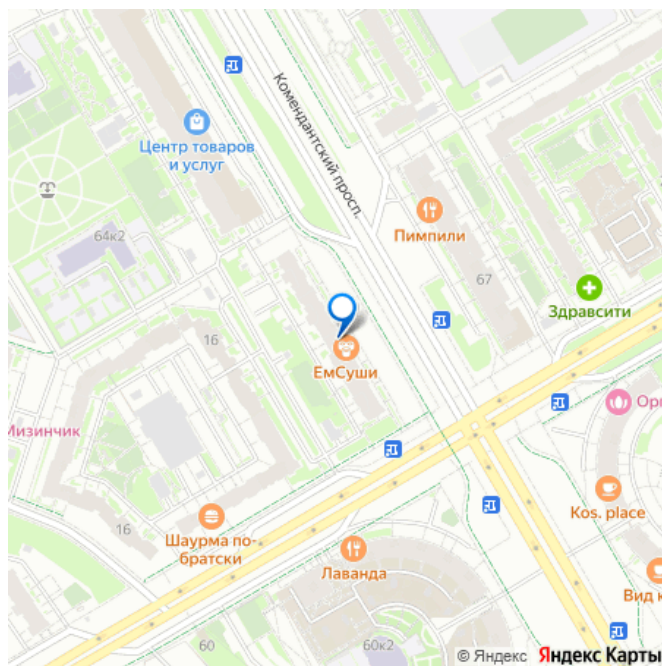 Комендантский просп.
Центр товаров
и услуг
Пимпили
64к2
67
Здравсити
16
ЕмСуши
Мизинчик
Kos. place
16
Шаурма по-
братски
Лаванда
60
60к2
© Яндекс Яндекс Карты